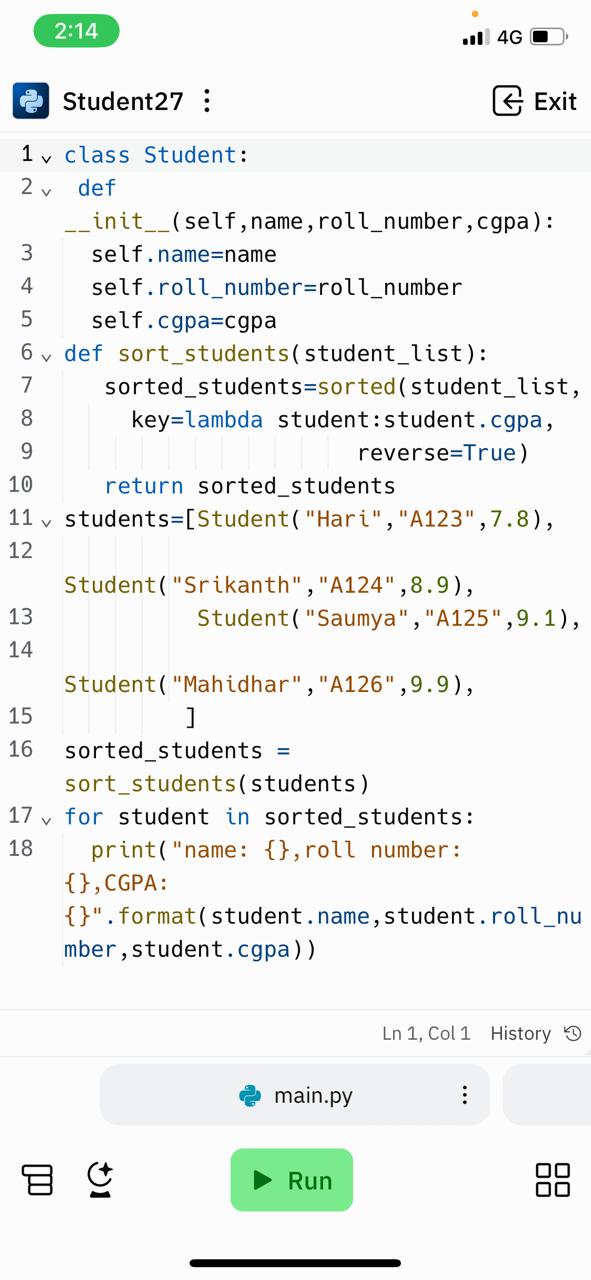 2:14
4G
Student27
Exit
1 class Student:
2  def
__init__(self,name,roll_number,cgpa):
3   self.name=name
4   self.roll_number=roll_number
5   self.cgpa=cgpa
6 def sort_students(student_list):
7    sorted_students=sorted(student_list,
8      key=lambda student:student.cgpa,
9                       reverse=True)
10    return sorted_students
11 students=[Student("Hari","A123",7.8),
12
Student("Srikanth","A124",8.9),
13           Student("Saumya","A125",9.1),
14
Student("Mahidhar","A126",9.9),
15          ]
16 sorted_students =
sort_students(students)
17 for student in sorted_students:
18   print("name: {},roll number:
{},CGPA:
{}".format(student.name,student.roll_nu
mber,student.cgpa))
Ln 1, Col 1 History
main.py
Run